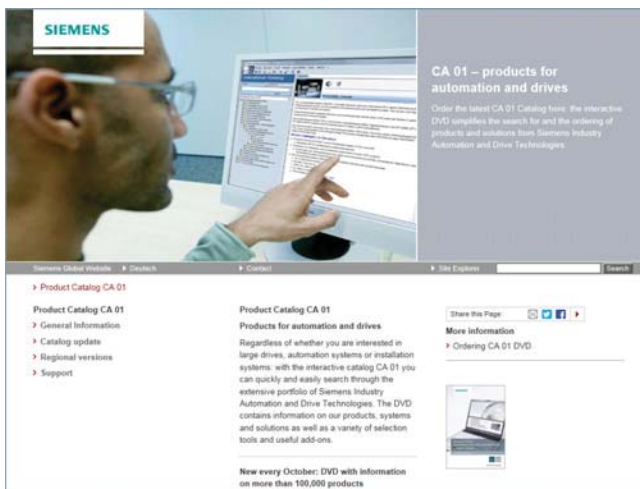 SIEMENS
CA 01 – products for
automation and drives
Order the latest CA 01 Catalog here: the interactive
DVD simplifies the search for and the ordering of
products and solutions from Siemens Industry
Automation and Drive Technologies.
Siemens Global Website
Deutsch
Contact
Site Explorer
Search
Product Catalog CA 01
Product Catalog CA 01
General Information
Catalog update
Regional versions
Support
Product Catalog CA 01
Products for automation and drives
Regardless of whether you are interested in
large drives, automation systems or installation
systems: with the interactive catalog CA 01 you
can quickly and easily search through the
extensive portfolio of Siemens Industry
Automation and Drive Technologies. The DVD
contains information on our products, systems
and solutions as well as a variety of selection
tools and useful add-ons.
New every October: DVD with information
on more than 100,000 products
Share this Page
More information
Ordering CA 01 DVD